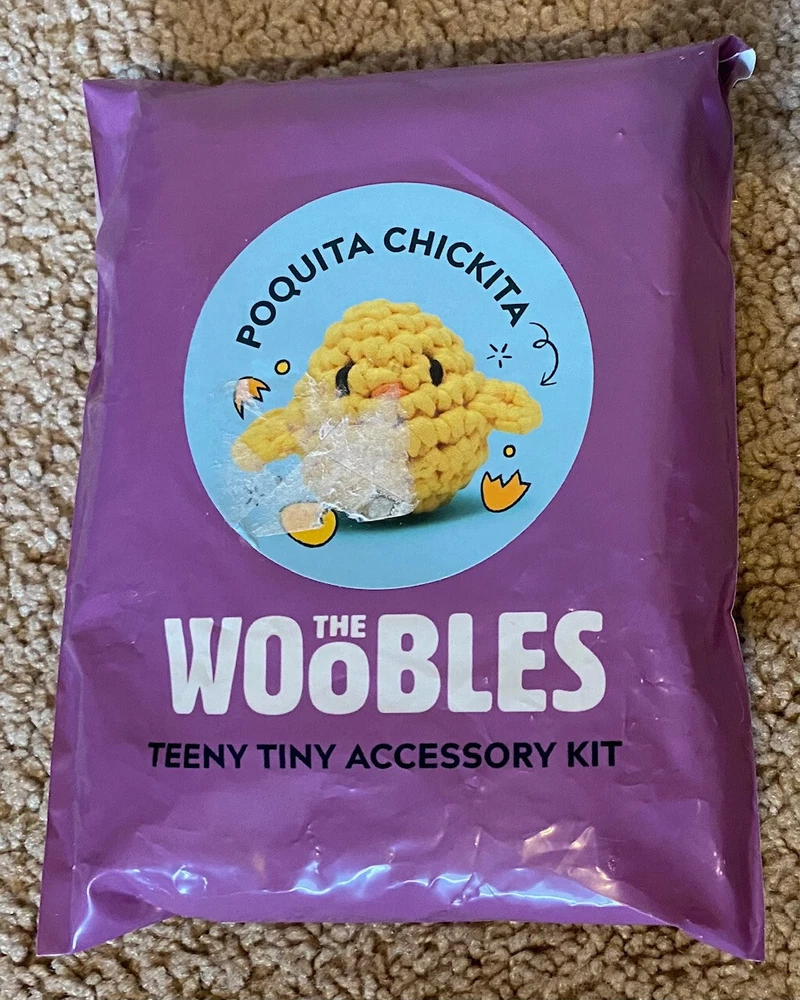 POQUITA CHICKITA
THE
WOOBLES
TEENY TINY ACCESSORY KIT